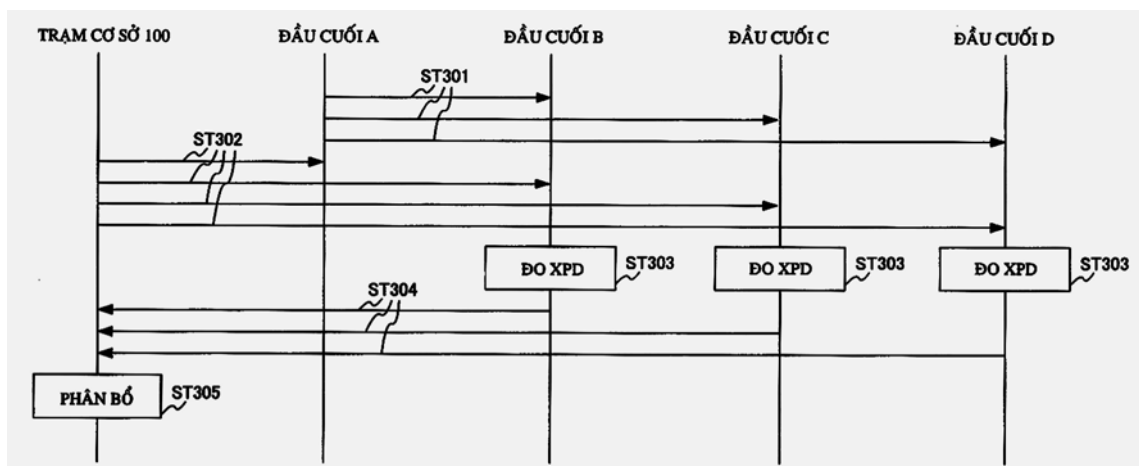 TRẠM CƠ SỞ 100 ĐẦU CUỐI A ĐẦU CUỐI B ĐẦU CUỐI C ĐẦU CUỐI D
ST301
ST302
ĐO XPD ST303 ĐO XPD ST303 ĐO XPD ST303
ST304
PHÂN BỔ ST305